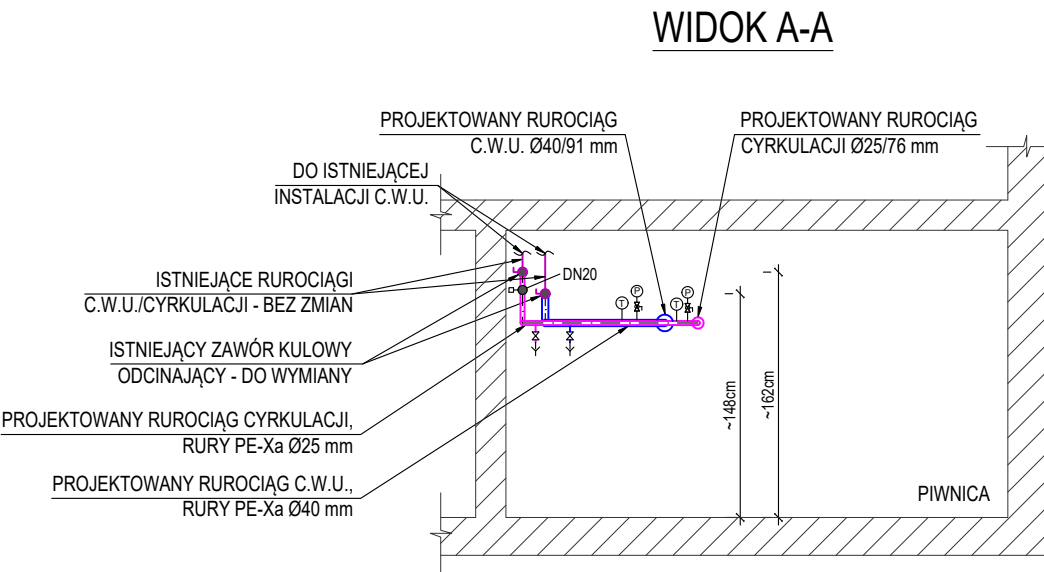 WIDOK A-A
PROJEKTOWANY RUROCIĄG
C.W.U. Ø40/91 mm
PROJEKTOWANY RUROCIĄG
CYRKULACJI Ø25/76 mm
DO ISTNIEJĄCEJ
INSTALACJI C.W.U.
ISTNIEJĄCE RUROCIĄGI
C.W.U./CYRKULACJI - BEZ ZMIAN
DN20
P
P
T
T
ISTNIEJĄCY ZAWÓR KULOWY
ODCINAJĄCY - DO WYMIANY
~148cm
~162cm
PROJEKTOWANY RUROCIĄG CYRKULACJI,
RURY PE-Xa Ø25 mm
PROJEKTOWANY RUROCIĄG C.W.U.,
RURY PE-Xa Ø40 mm
PIWNICA